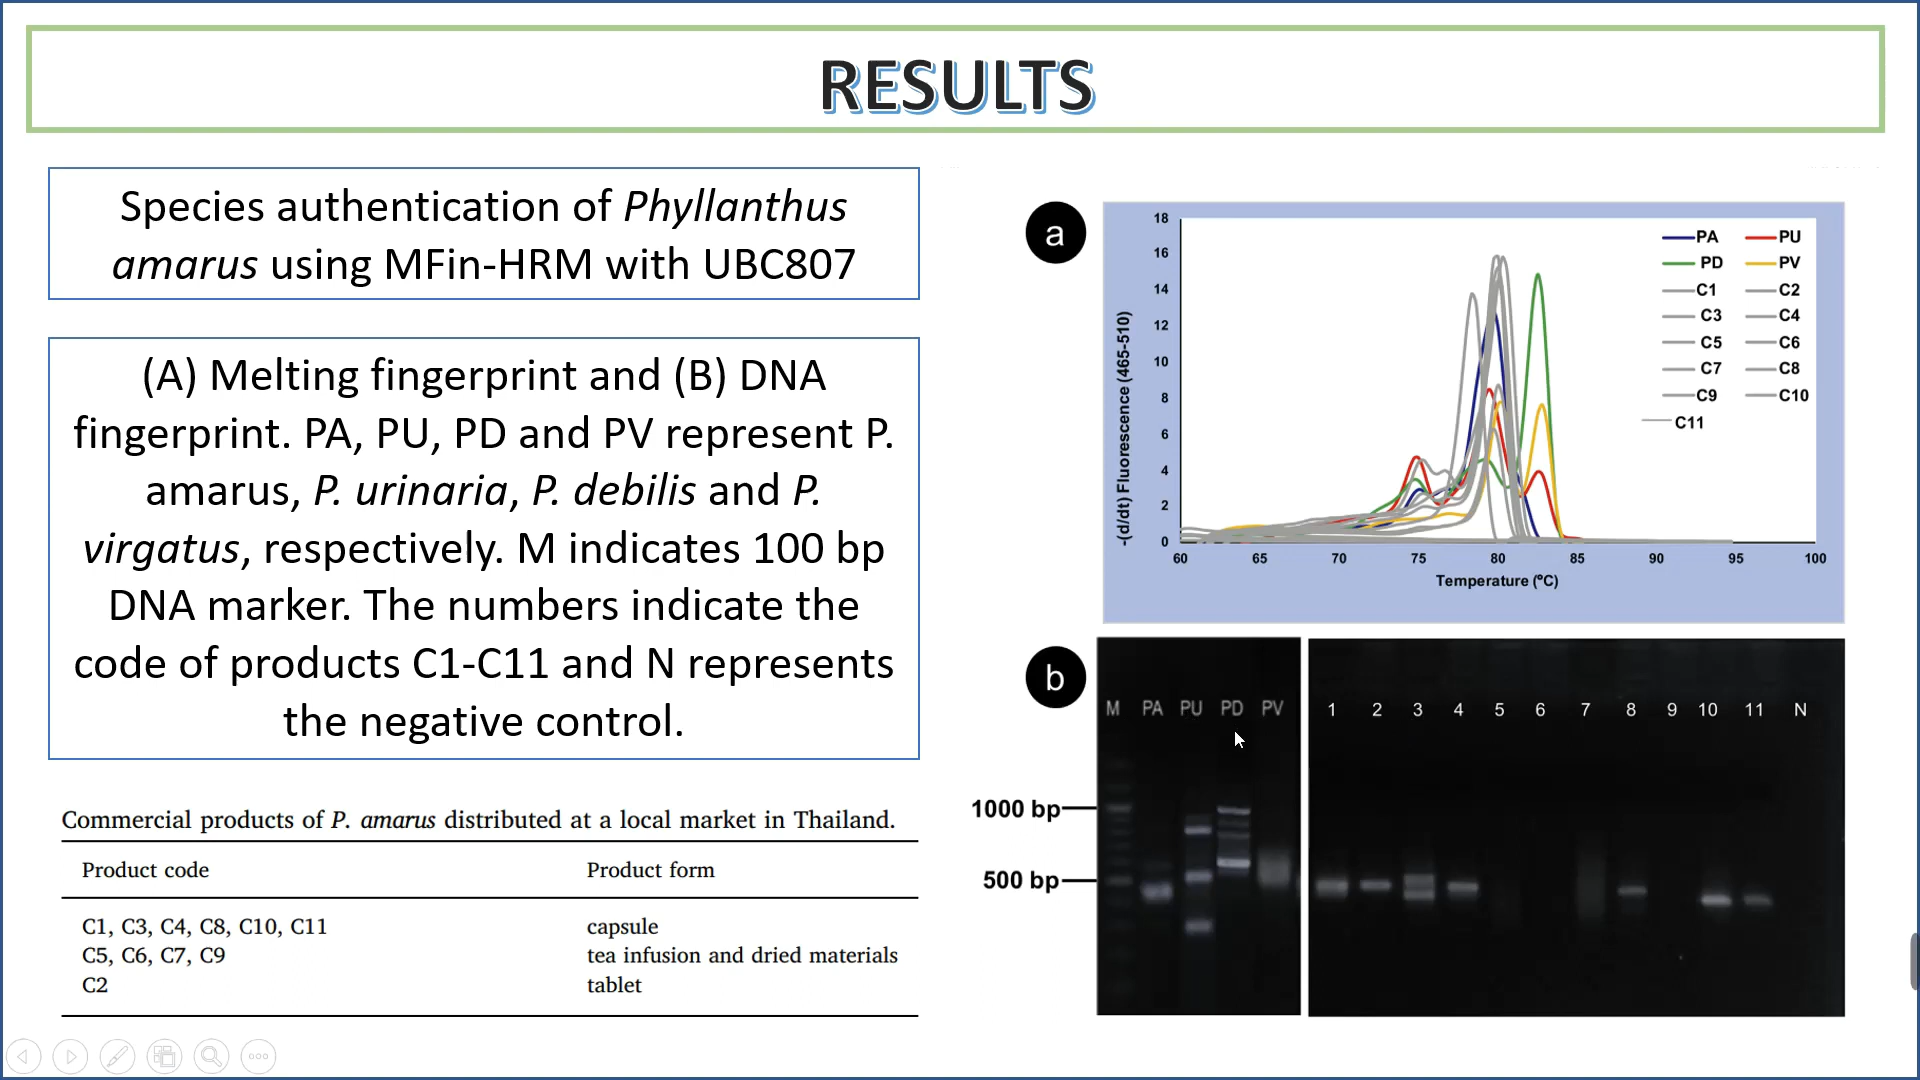 RESULTS
Species authentication of Phyllanthus
amarus using MFin-HRM with UBC807
(A) Melting fingerprint and (B) DNA
fingerprint. PA, PU, PD and PV represent P.
amarus, P. urinaria, P. debilis and P.
virgatus, respectively. M indicates 100 bp
DNA marker. The numbers indicate the
code of products C1-C11 and N represents
the negative control.
Commercial products of P. amarus distributed at a local market in Thailand.
Product code Product form
C1, C3, C4, C8, C10, C11 capsule
C5, C6, C7, C9 tea infusion and dried materials
C2 tablet
a
-(d/dt) Fluorescence (465-510)
18
16
14
12
10
8
6
4
2
0
60 65 70 75 80 85 90 95 100
Temperature (ºC)
PA PU
PD PV
C1 C2
C3 C4
C5 C6
C7 C8
C9 C10
C11
b
M PA PU PD PV 1 2 3 4 5 6 7 8 9 10 11 N
1000 bp
500 bp